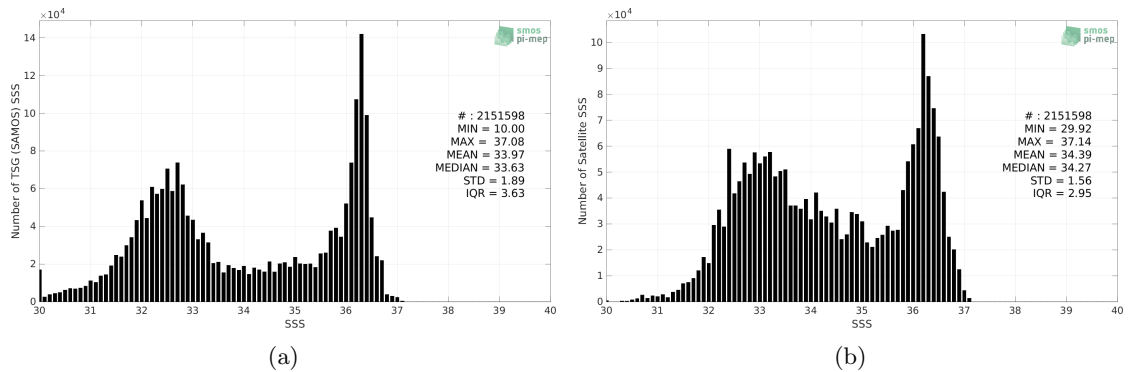 ×10⁴
14
12
10
8
6
4
2
0
Number of TSG (SAMOS) SSS
30 31 32 33 34 35 36 37 38 39 40
SSS
smos
pi-mep
# : 2151598
MIN = 10.00
MAX = 37.08
MEAN = 33.97
MEDIAN = 33.63
STD = 1.89
IQR = 3.63
(a)
×10⁴
10
9
8
7
6
5
4
3
2
1
0
Number of Satellite SSS
30 31 32 33 34 35 36 37 38 39 40
SSS
smos
pi-mep
# : 2151598
MIN = 29.92
MAX = 37.14
MEAN = 34.39
MEDIAN = 34.27
STD = 1.56
IQR = 2.95
(b)